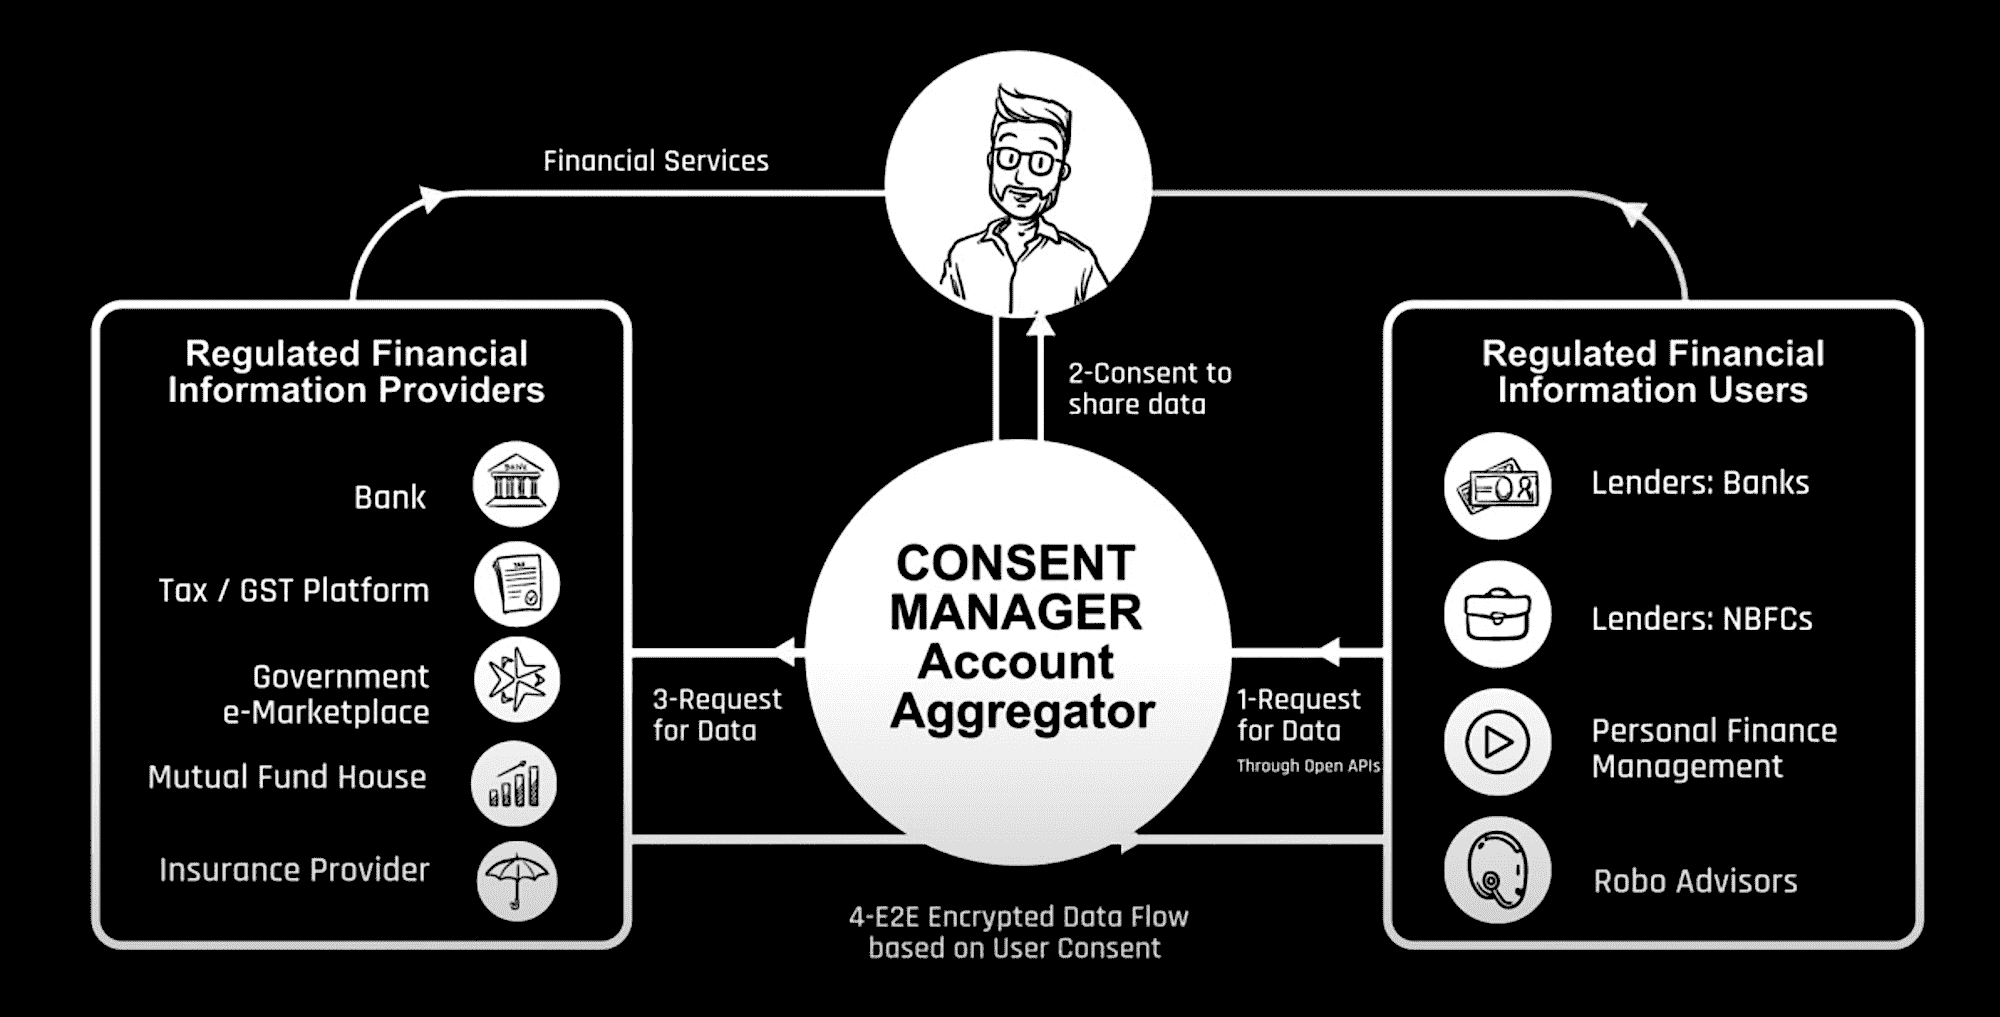 Financial Services
Regulated Financial
Information Providers
Bank
BANK
Tax / GST Platform
TAX
Government
e-Marketplace
Mutual Fund House
Insurance Provider
2-Consent to
share data
CONSENT
MANAGER
Account
Aggregator
3-Request
for Data
1-Request
for Data
Through Open APIs
4-E2E Encrypted Data Flow
based on User Consent
Regulated Financial
Information Users
Lenders: Banks
Lenders: NBFCs
Personal Finance
Management
Robo Advisors